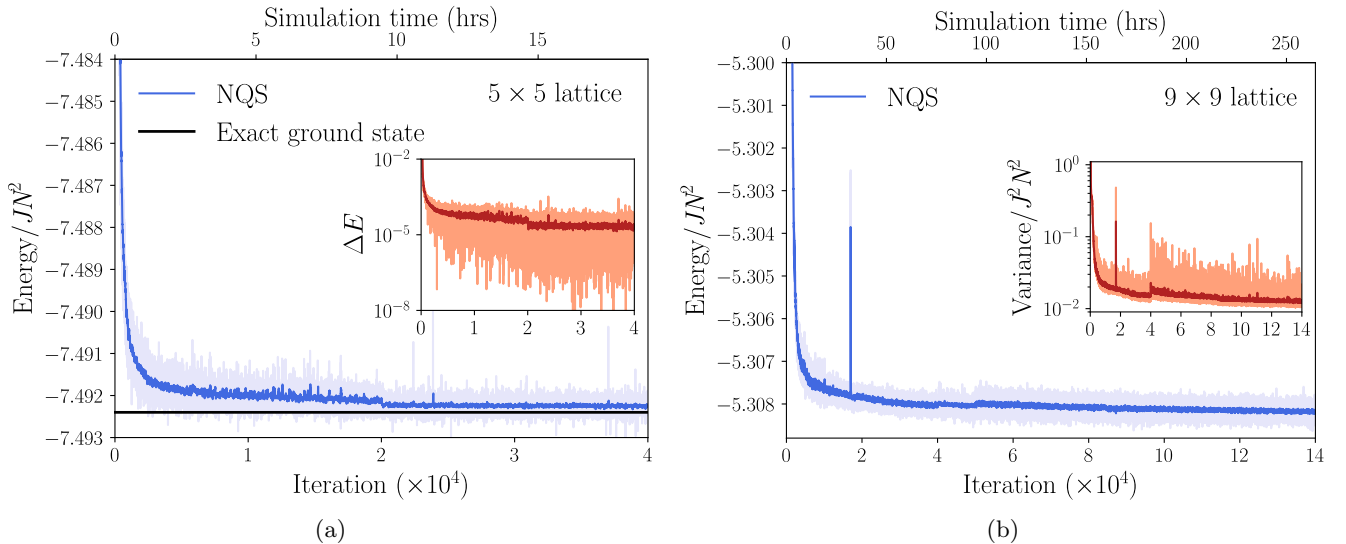 Simulation time (hrs)
0 5 10 15
−7.484
−7.485
−7.486
−7.487
−7.488
−7.489
−7.490
−7.491
−7.492
−7.493
Energy/JN²
NQS
Exact ground state
5 × 5 lattice
10⁻²
10⁻⁵
10⁻⁸
ΔE
0 1 2 3 4
0 1 2 3 4
Iteration (×10⁴)
(a)
Simulation time (hrs)
0 50 100 150 200 250
−5.300
−5.301
−5.302
−5.303
−5.304
−5.305
−5.306
−5.307
−5.308
Energy/JN²
NQS
9 × 9 lattice
10⁰
10⁻¹
10⁻²
Variance/J²N²
0 2 4 6 8 10 12 14
0 2 4 6 8 10 12 14
Iteration (×10⁴)
(b)